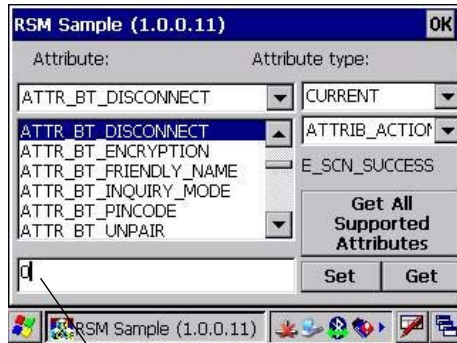 RSM Sample (1.0.0.11)
OK
Attribute:
Attribute type:
ATTR_BT_DISCONNECT
CURRENT
ATTR_BT_DISCONNECT
ATTR_BT_ENCRYPTION
ATTR_BT_FRIENDLY_NAME
ATTR_BT_INQUIRY_MODE
ATTR_BT_PINCODE
ATTR_BT_UNPAIR
ATTRIB_ACTION
E_SCN_SUCCESS
Get All
Supported
Attributes
0
Set
Get
RSM Sample (1.0.0.11)